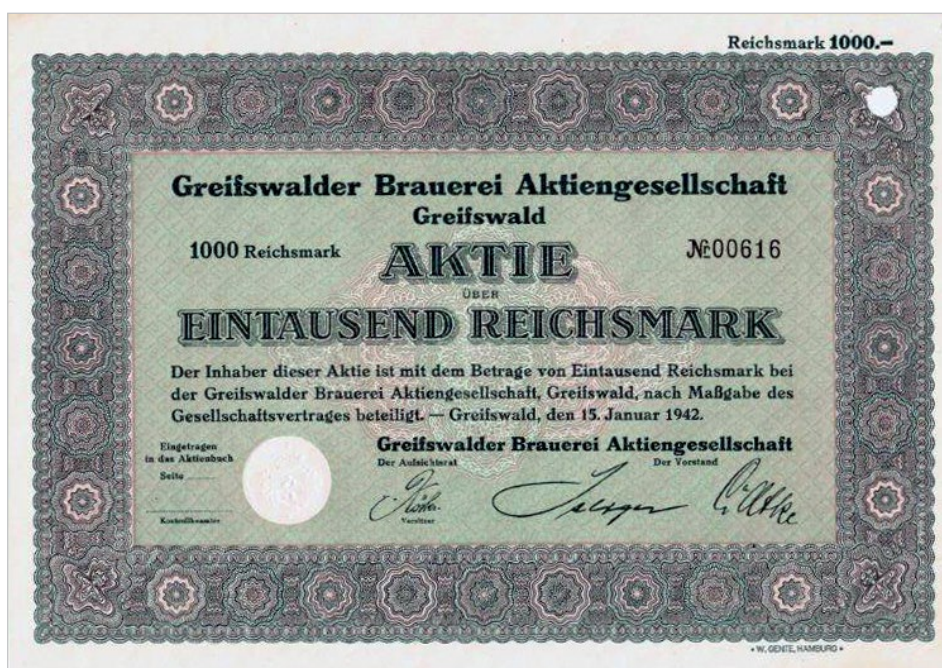 Reichsmark 1000.–
Greifswalder Brauerei Aktiengesellschaft
Greifswald
1000 Reichsmark
AKTIE
№ 00616
ÜBER
EINTAUSEND REICHSMARK
Der Inhaber dieser Aktie ist mit dem Betrage von Eintausend Reichsmark bei
der Greifswalder Brauerei Aktiengesellschaft, Greifswald, nach Maßgabe des
Gesellschaftsvertrages beteiligt. — Greifswald, den 15. Januar 1942.
Eingetragen
in das Aktienbuch
Seite
Kontrollbeamter
Greifswalder Brauerei Aktiengesellschaft
Der Aufsichtsrat
Der Vorstand
Vorsitzer
• W. GENTE, HAMBURG •